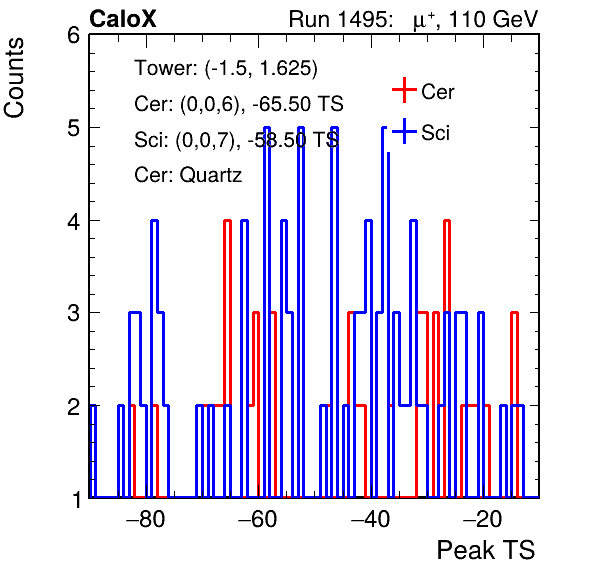 CaloX Run 1495: μ⁺, 110 GeV
Counts
6
Tower: (-1.5, 1.625)
Cer: (0,0,6), -65.50 TS
Sci: (0,0,7), -58.50 TS
Cer: Quartz
Cer
Sci
5
4
3
2
1
−80 −60 −40 −20
Peak TS